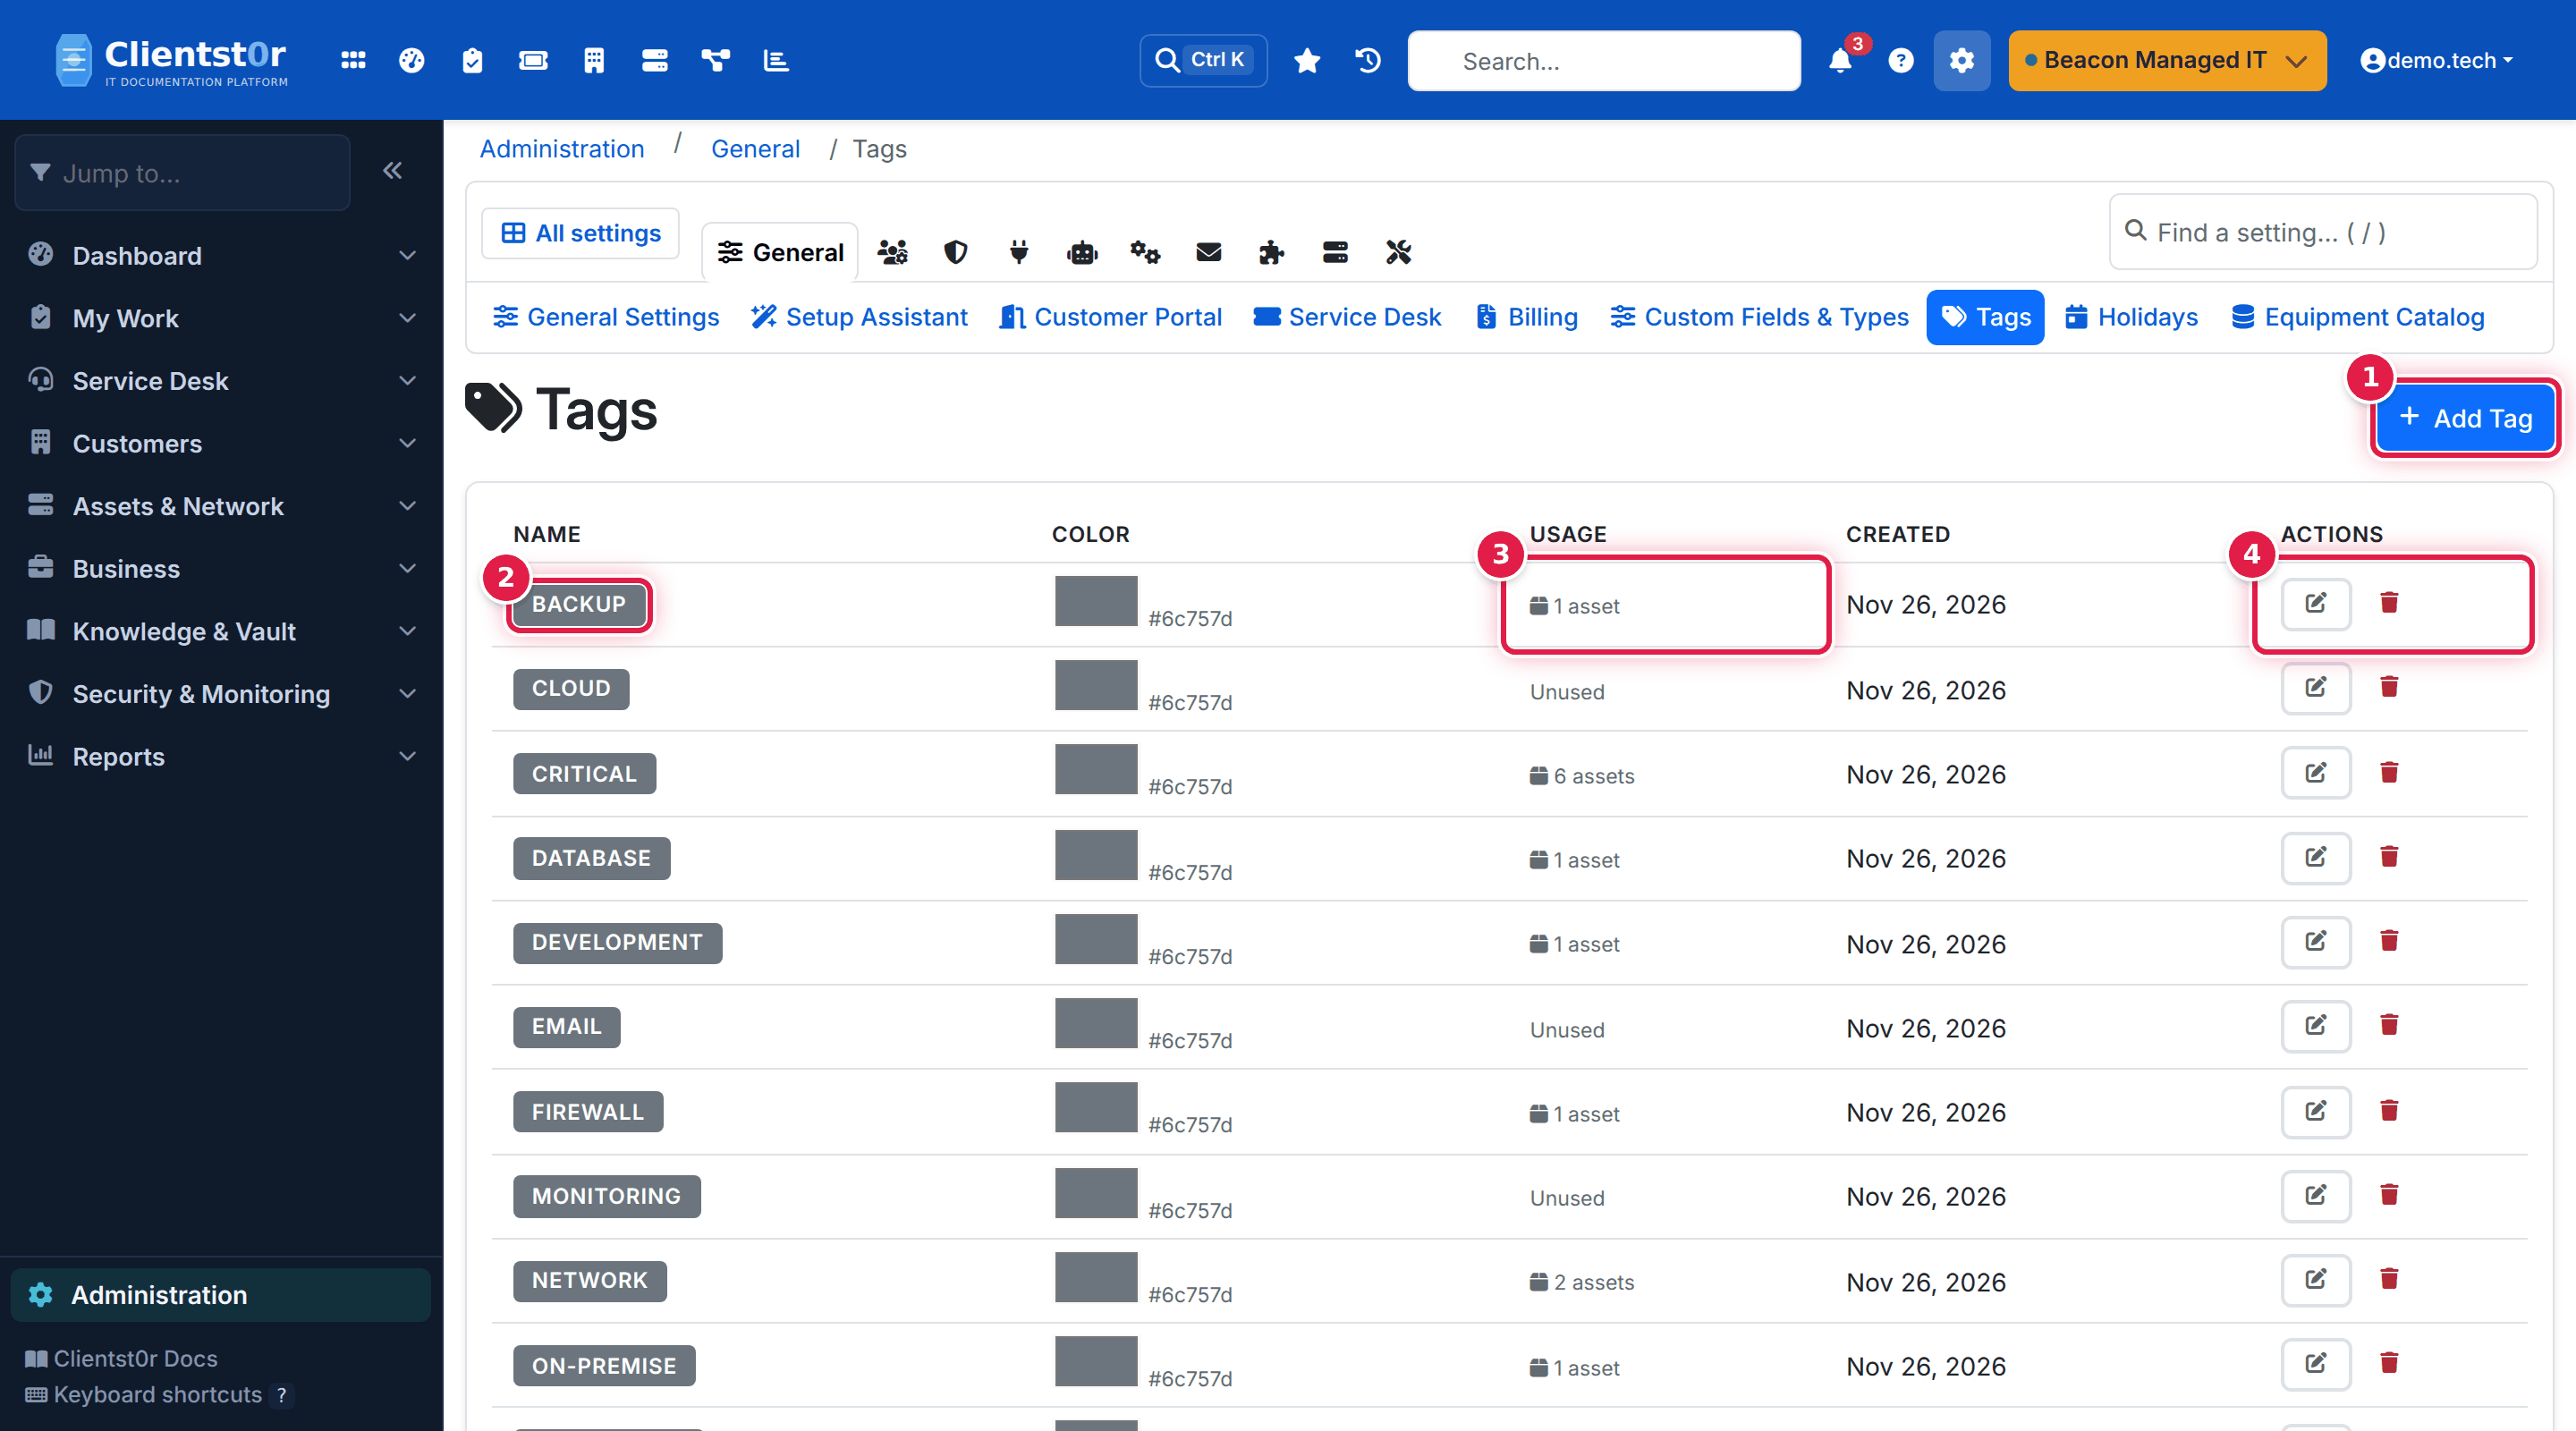 Clientst0r
IT DOCUMENTATION PLATFORM
Ctrl K
Search...
3
?
Beacon Managed IT
demo.tech
Jump to...
Dashboard
My Work
Service Desk
Customers
Assets & Network
Business
Knowledge & Vault
Security & Monitoring
Reports
Administration
Clientst0r Docs
Keyboard shortcuts ?
Administration / General / Tags
All settings
General
Find a setting... ( / )
General Settings
Setup Assistant
Customer Portal
Service Desk
Billing
Custom Fields & Types
Tags
Holidays
Equipment Catalog
Tags
1
+ Add Tag
NAME COLOR USAGE CREATED ACTIONS
2 3 4
BACKUP #6c757d 1 asset Nov 26, 2026
CLOUD #6c757d Unused Nov 26, 2026
CRITICAL #6c757d 6 assets Nov 26, 2026
DATABASE #6c757d 1 asset Nov 26, 2026
DEVELOPMENT #6c757d 1 asset Nov 26, 2026
EMAIL #6c757d Unused Nov 26, 2026
FIREWALL #6c757d 1 asset Nov 26, 2026
MONITORING #6c757d Unused Nov 26, 2026
NETWORK #6c757d 2 assets Nov 26, 2026
ON-PREMISE #6c757d 1 asset Nov 26, 2026